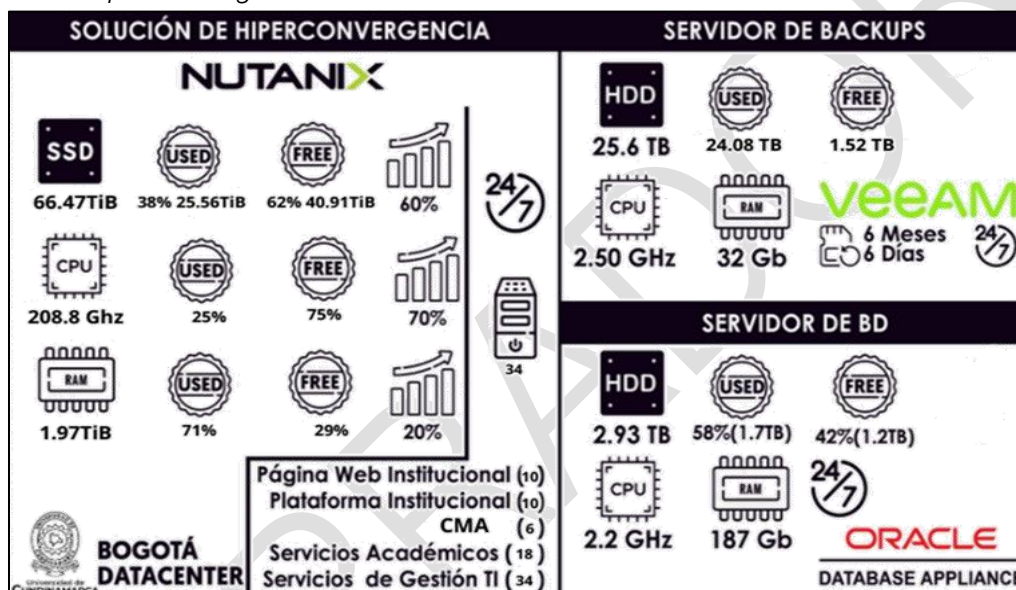 SOLUCIÓN DE HIPERCONVERGENCIA
NUTANIX
SSD
USED
FREE
66.47TiB
38% 25.56TiB
62% 40.91TiB
60%
24/7
CPU
USED
FREE
208.8 Ghz
25%
75%
70%
34
RAM
USED
FREE
1.97TiB
71%
29%
20%
Página Web Institucional (10)
Plataforma Institucional (10)
CMA (6)
Servicios Académicos (18)
Servicios de Gestión TI (34)
Universidad de
CUNDINAMARCA
BOGOTÁ
DATACENTER
SERVIDOR DE BACKUPS
HDD
USED
FREE
25.6 TB
24.08 TB
1.52 TB
CPU
RAM
veeAM
2.50 GHz
32 Gb
6 Meses
6 Días
24/7
SERVIDOR DE BD
HDD
USED
FREE
2.93 TB
58%(1.7TB)
42%(1.2TB)
CPU
RAM
24/7
2.2 GHz
187 Gb
ORACLE
DATABASE APPLIANCE